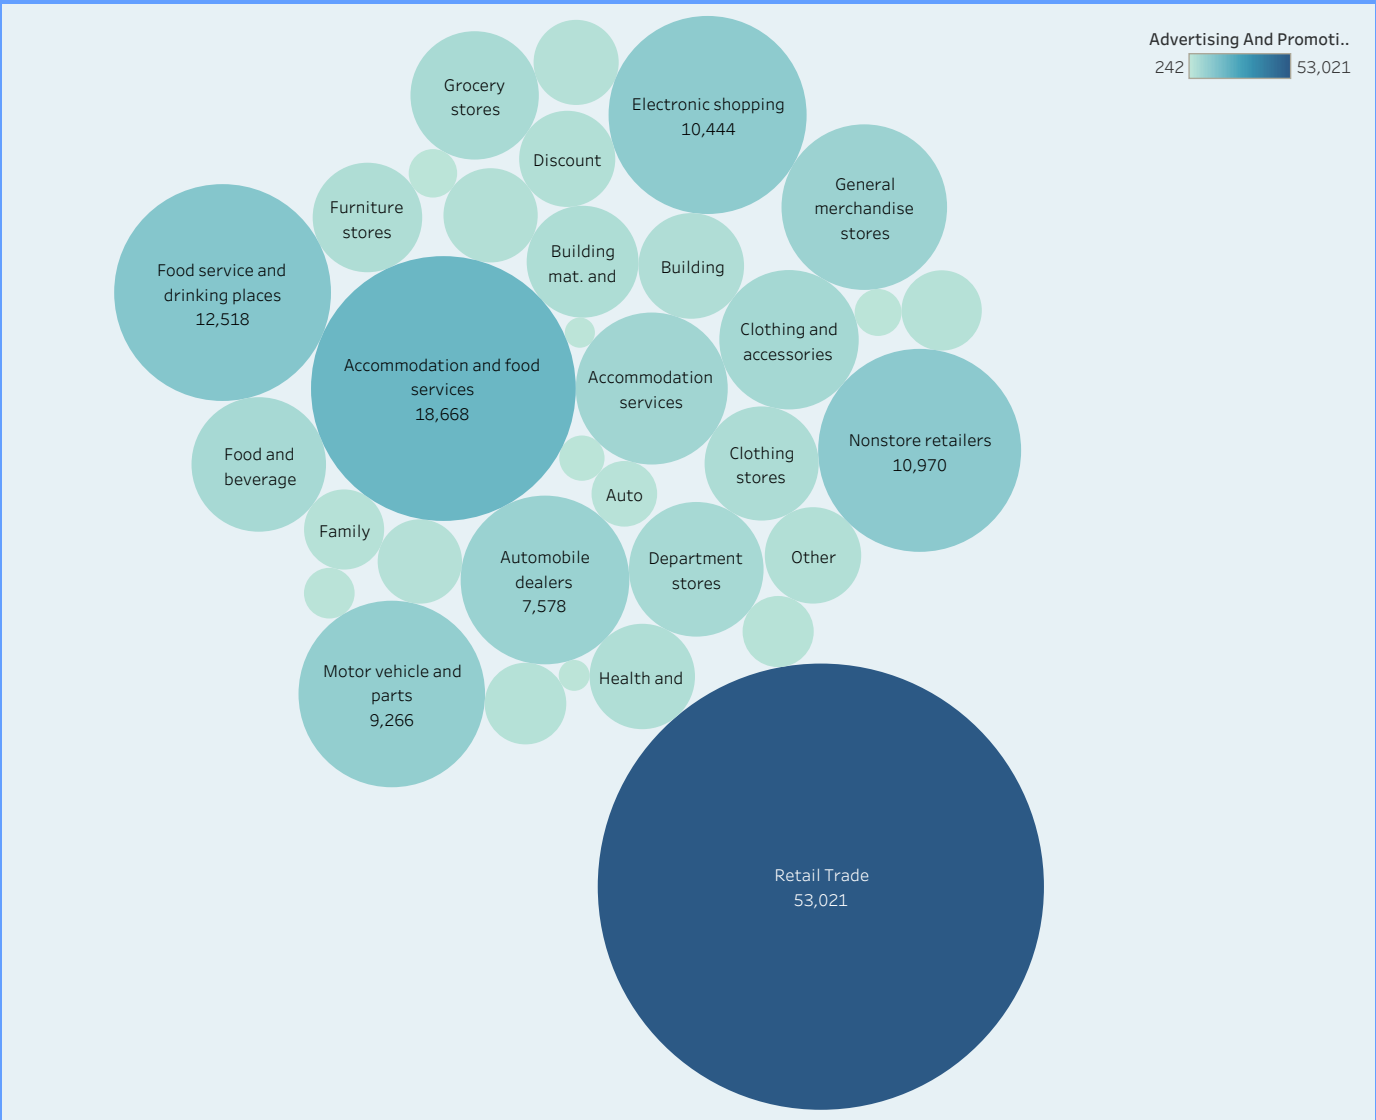 Advertising And Promoti..
242
53,021
Grocery
stores
Electronic shopping
10,444
Discount
General
merchandise
stores
Furniture
stores
Building
mat. and
Building
Food service and
drinking places
12,518
Clothing and
accessories
Accommodation and food
services
18,668
Accommodation
services
Nonstore retailers
10,970
Food and
beverage
Clothing
stores
Auto
Family
Automobile
dealers
7,578
Department
stores
Other
Motor vehicle and
parts
9,266
Health and
Retail Trade
53,021